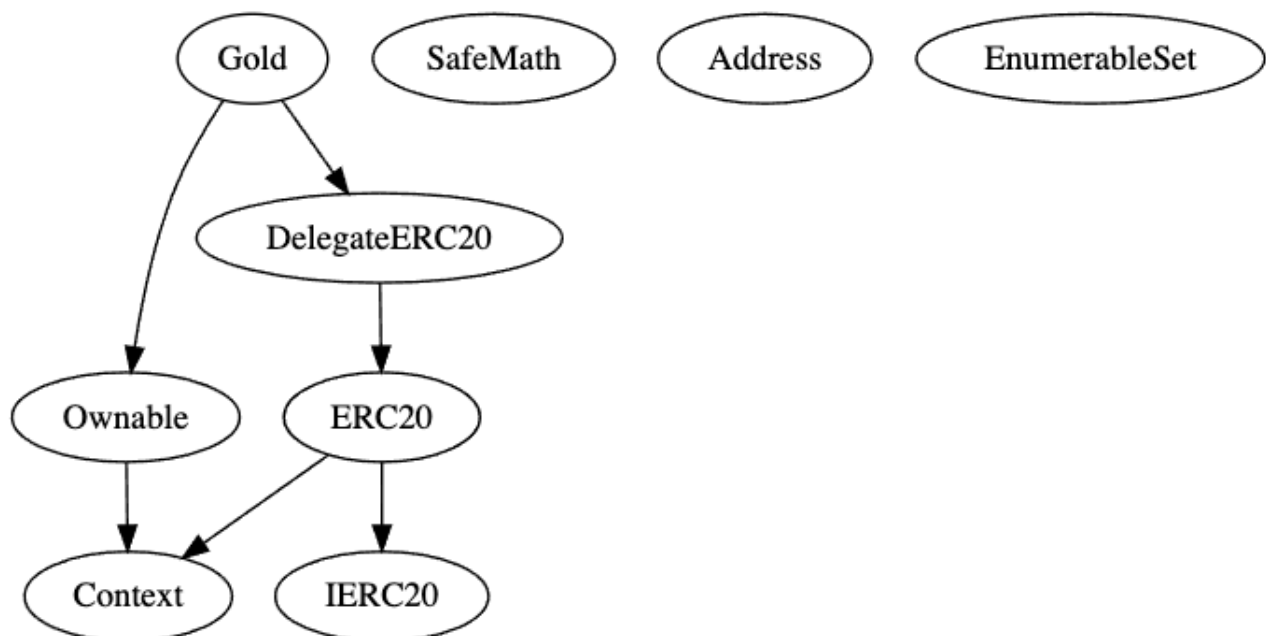 Gold
SafeMath
Address
EnumerableSet
DelegateERC20
Ownable
ERC20
Context
IERC20